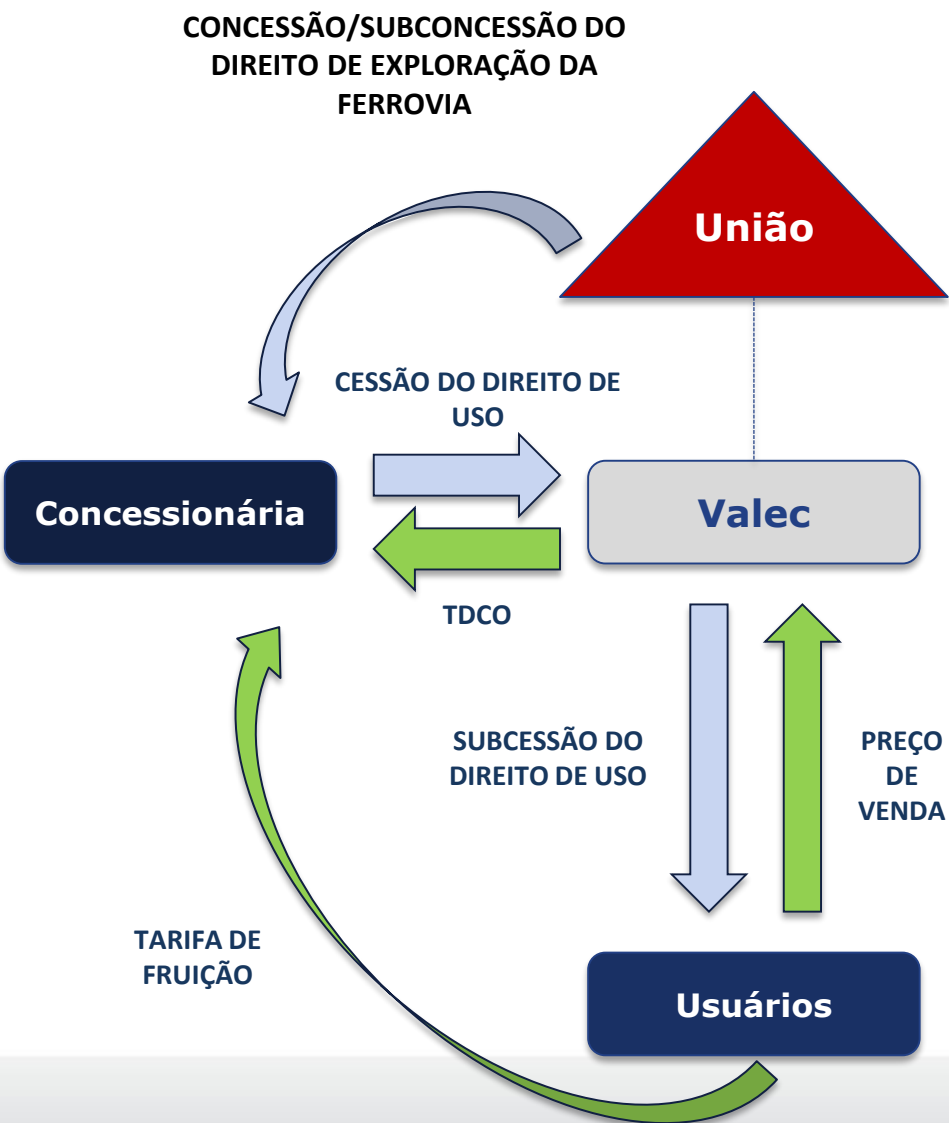 CONCESSÃO/SUBCONCESSÃO DO
DIREITO DE EXPLORAÇÃO DA
FERROVIA
União
CESSÃO DO DIREITO DE
USO
Concessionária
Valec
TDCO
SUBCESSÃO DO
DIREITO DE USO
PREÇO
DE
VENDA
TARIFA DE
FRUIÇÃO
Usuários